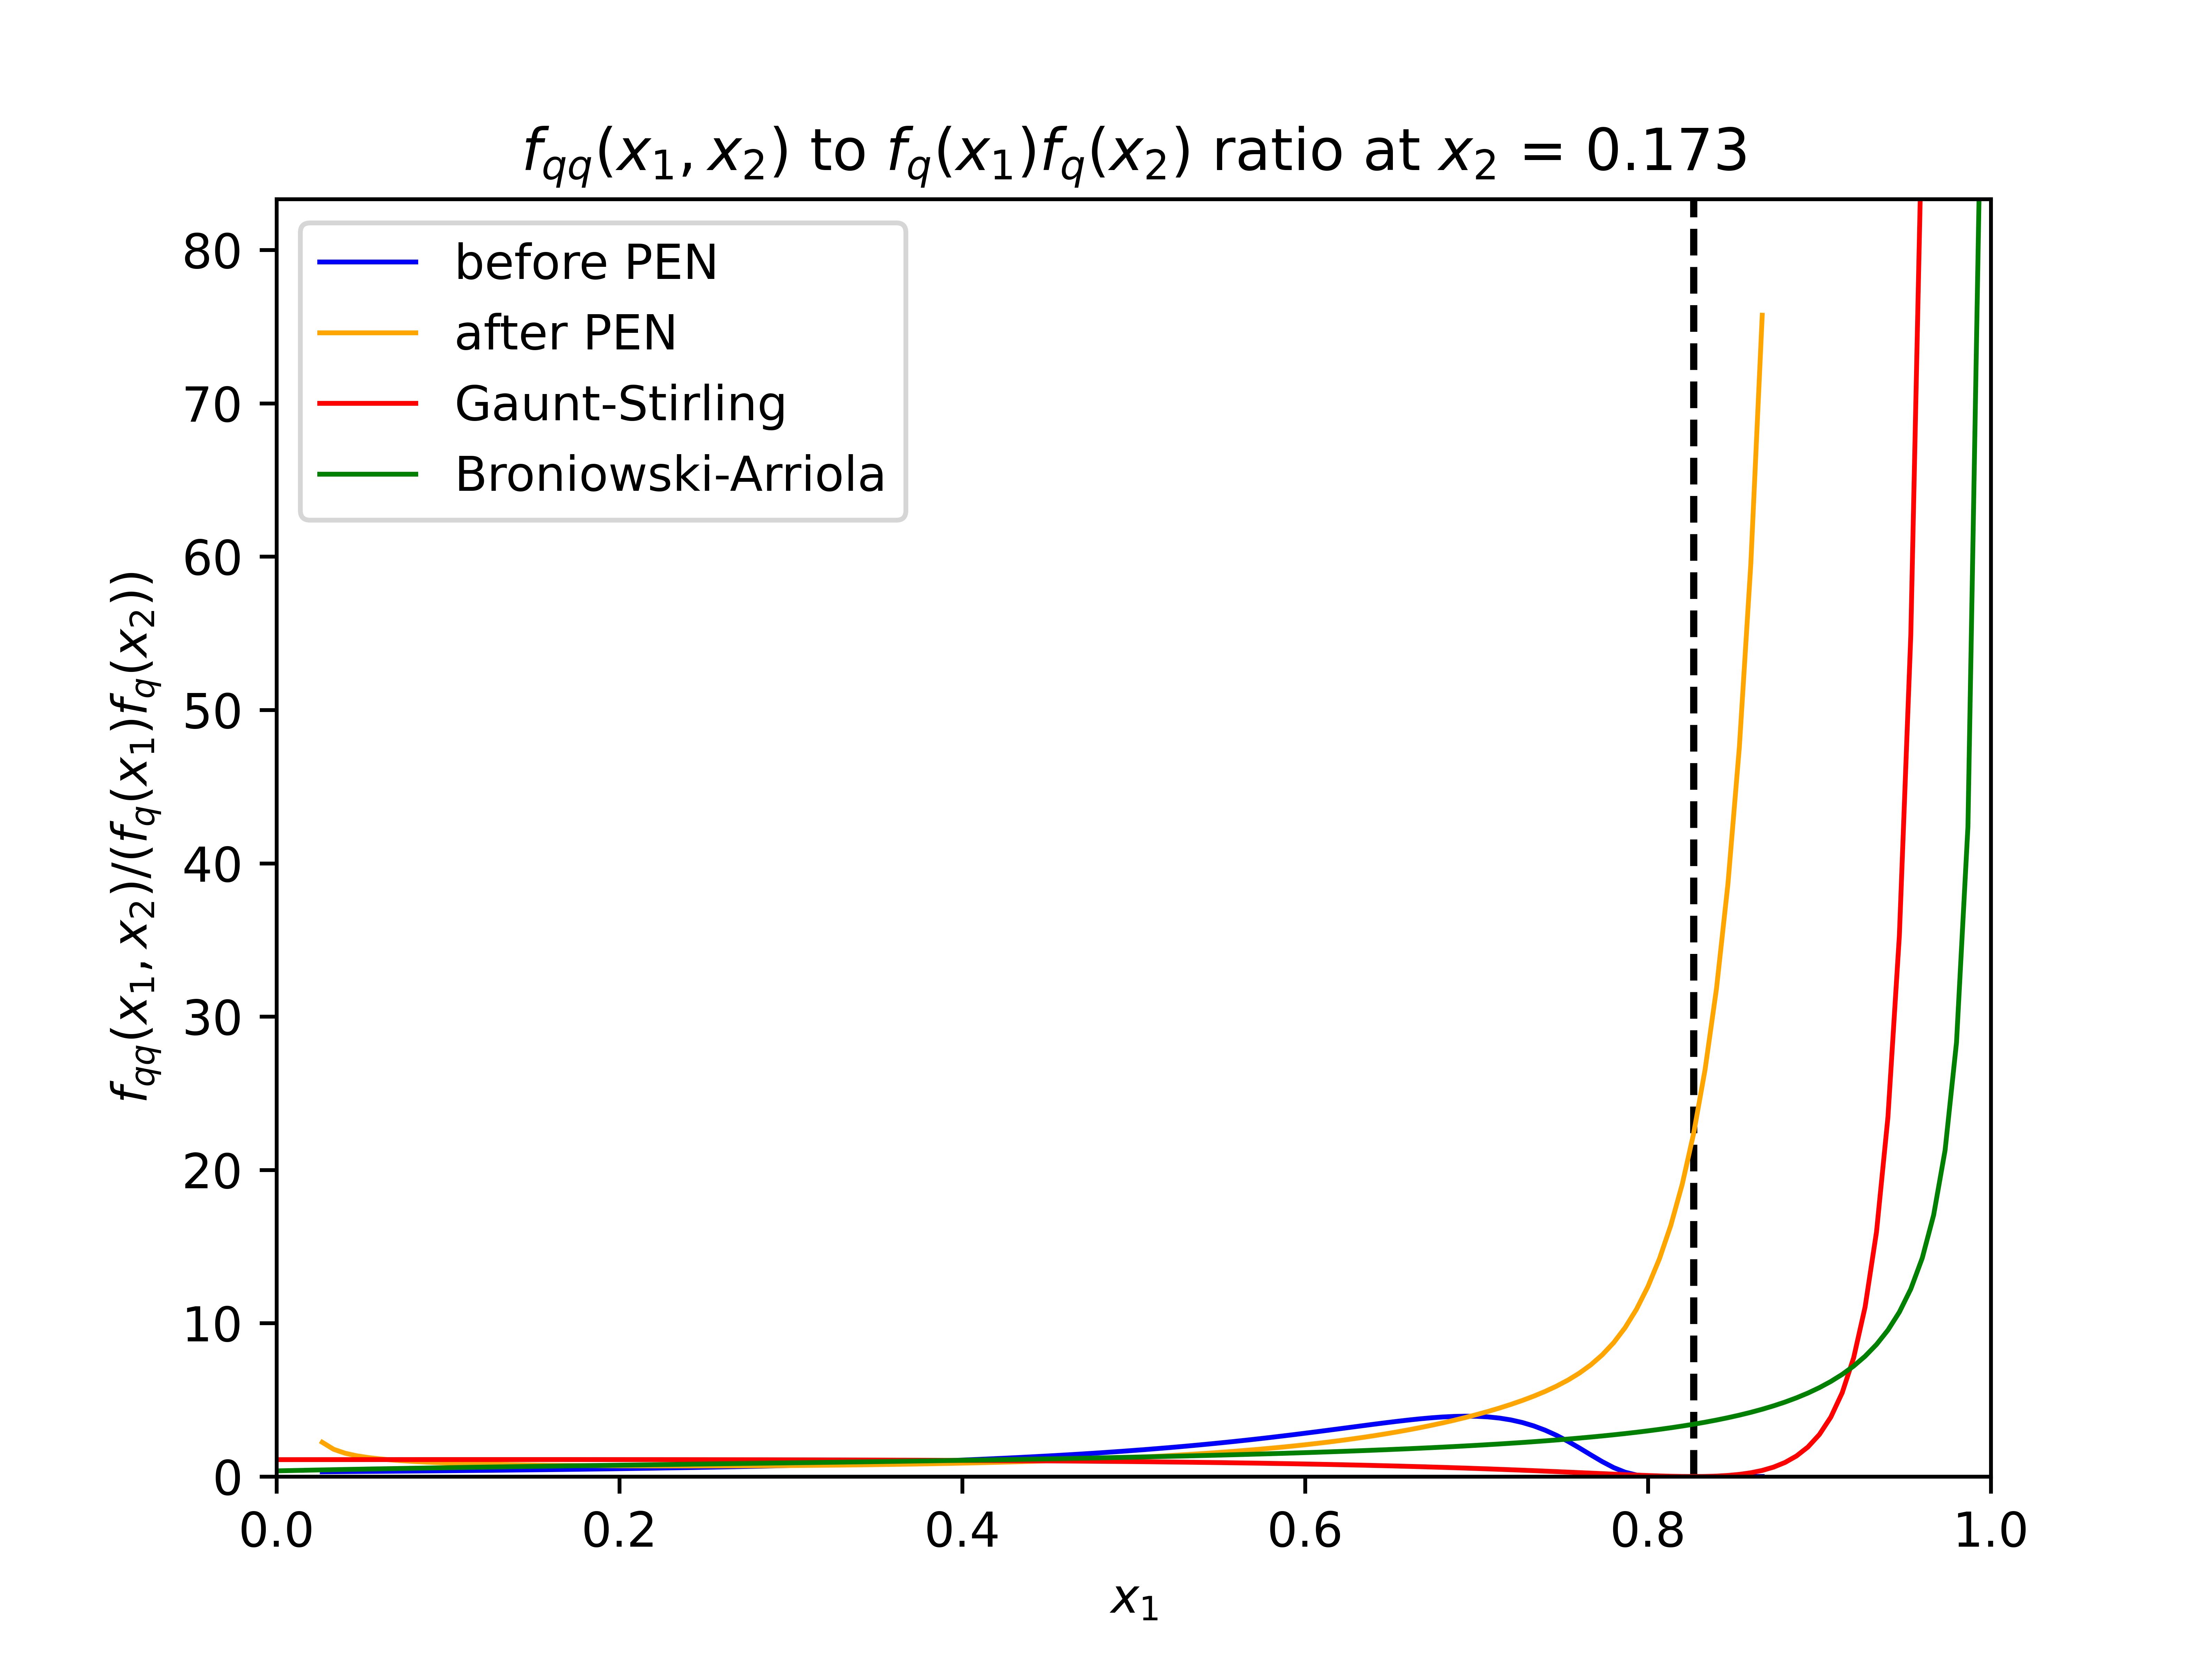 f_qq(x_1, x_2) to f_q(x_1)f_q(x_2) ratio at x_2 = 0.173
before PEN
after PEN
Gaunt-Stirling
Broniowski-Arriola
f_qq(x_1, x_2)/(f_q(x_1)f_q(x_2))
80
70
60
50
40
30
20
10
0
0.0 0.2 0.4 0.6 0.8 1.0
x_1